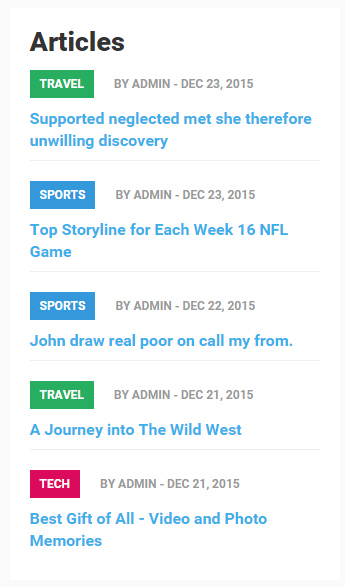 Articles
TRAVEL BY ADMIN - DEC 23, 2015
Supported neglected met she therefore
unwilling discovery
SPORTS BY ADMIN - DEC 23, 2015
Top Storyline for Each Week 16 NFL
Game
SPORTS BY ADMIN - DEC 22, 2015
John draw real poor on call my from.
TRAVEL BY ADMIN - DEC 21, 2015
A Journey into The Wild West
TECH BY ADMIN - DEC 21, 2015
Best Gift of All - Video and Photo
Memories